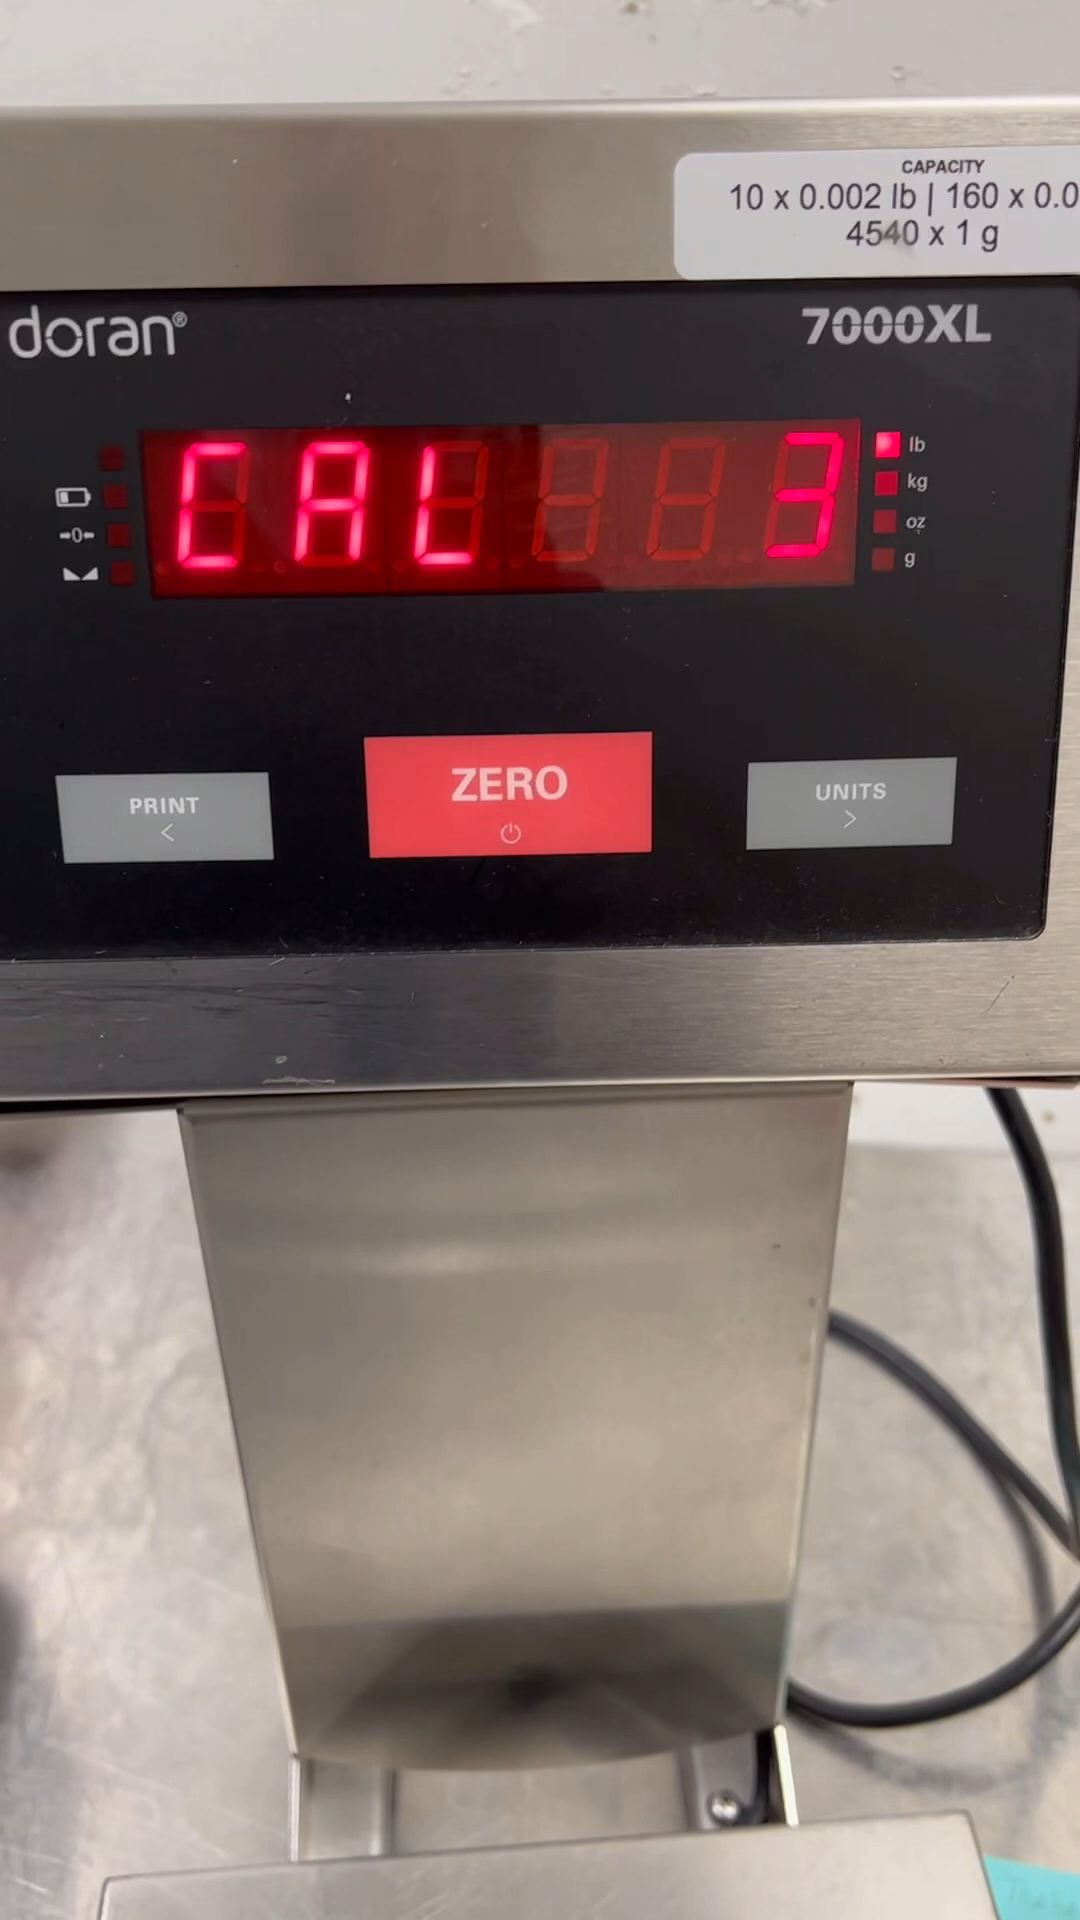 CAPACITY
10 x 0.002 lb | 160 x 0.0
4540 x 1 g
doran®
7000XL
CAL 3
lb
kg
oz
g
→0←
PRINT
<
ZERO
UNITS
>